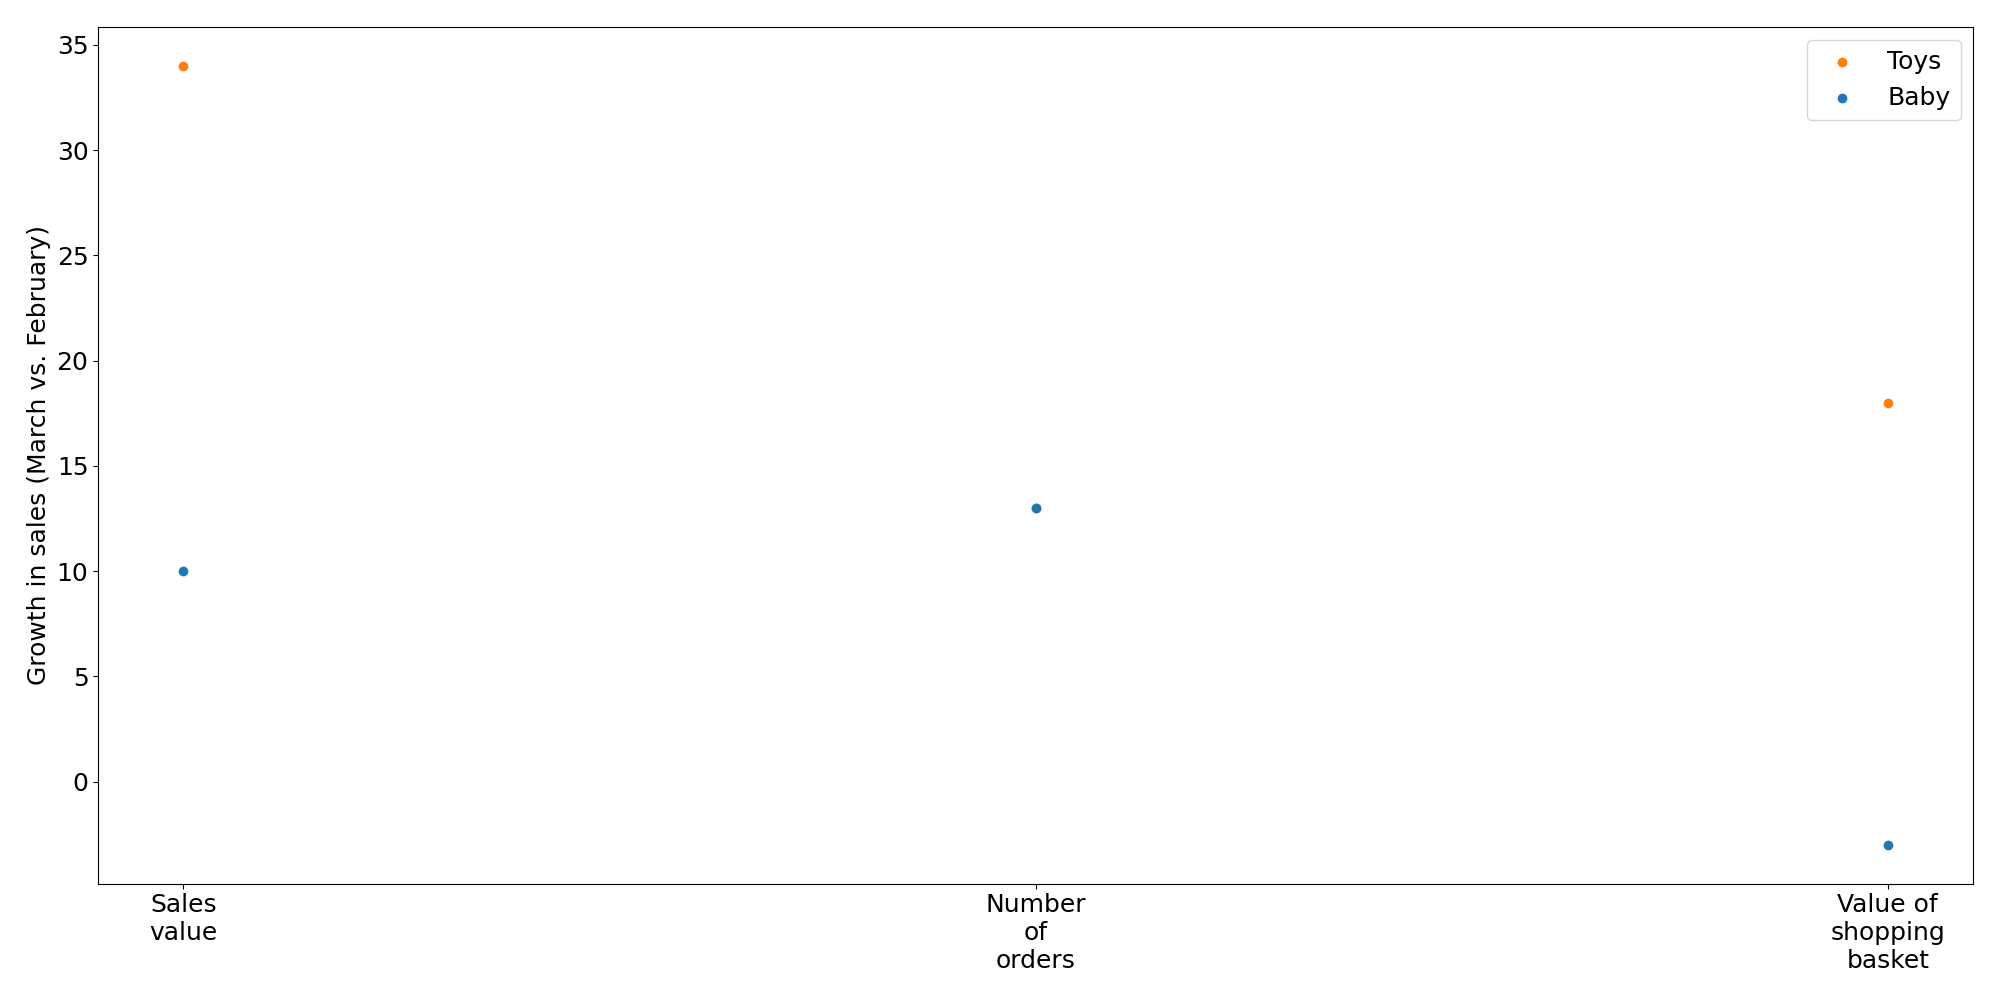 Toys
Baby
Growth in sales (March vs. February)
35
30
25
20
15
10
5
0
Sales
value
Number
of
orders
Value of
shopping
basket